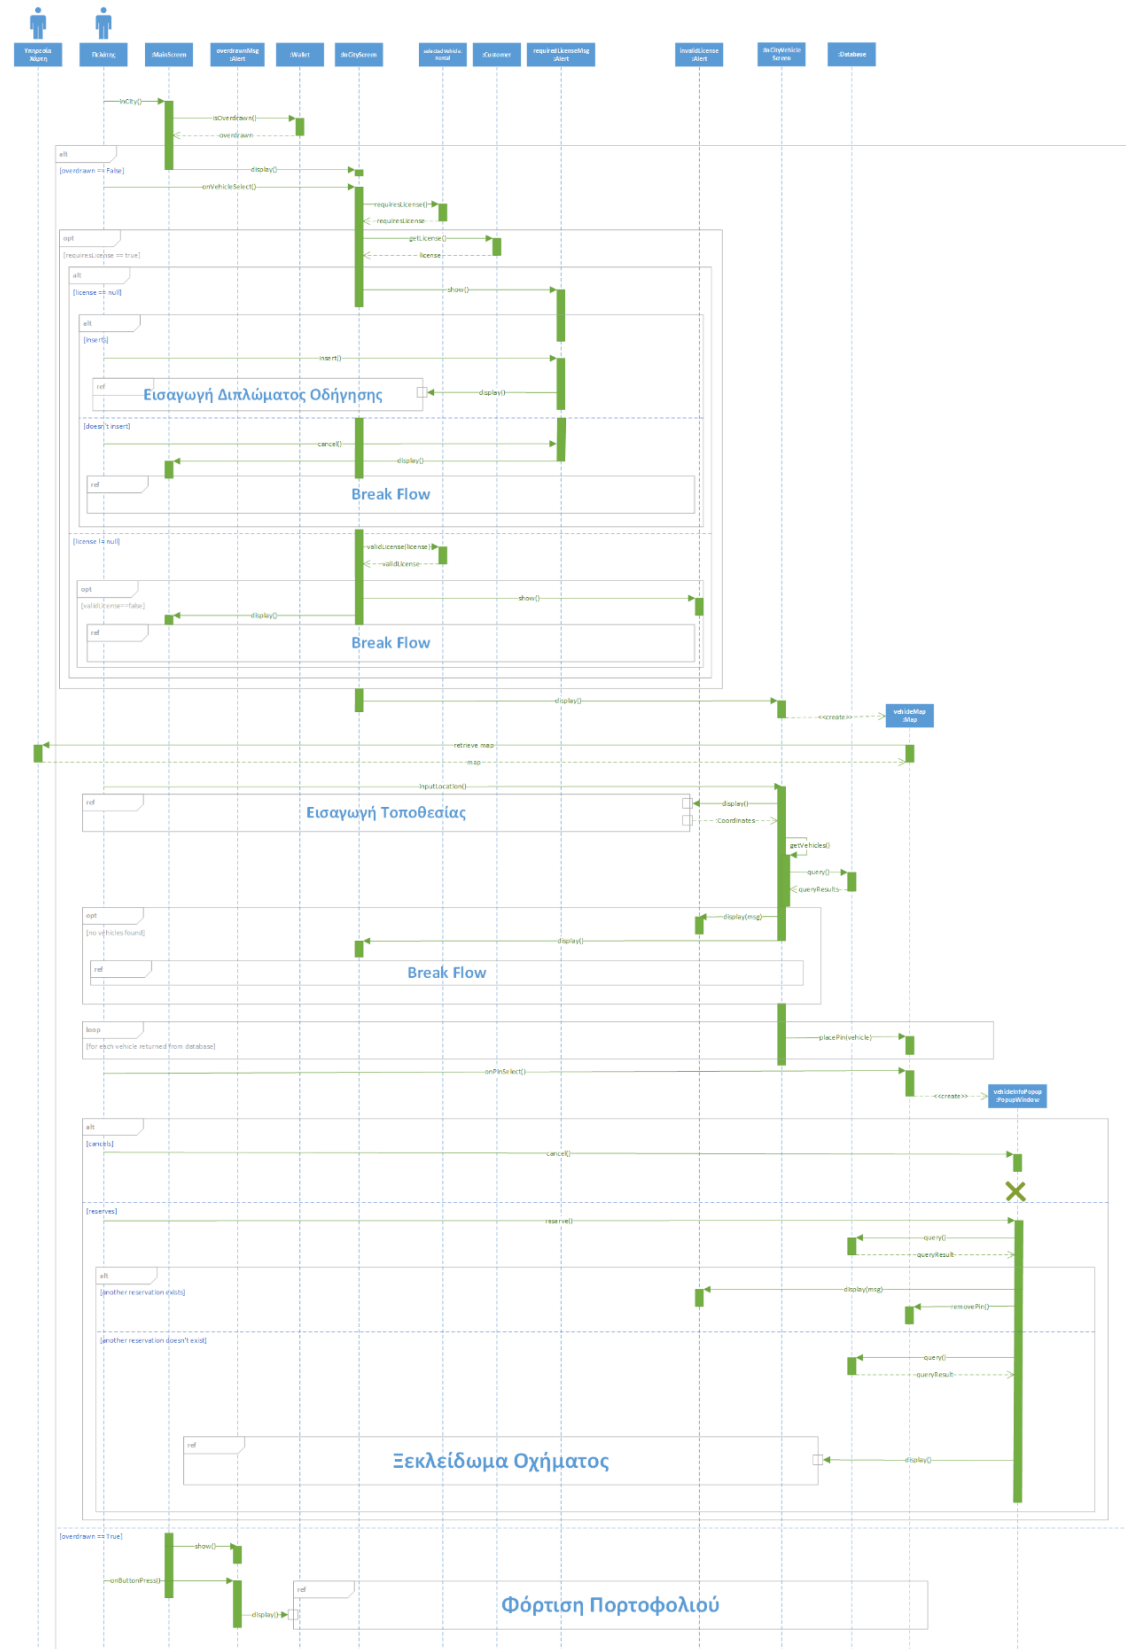 Υπηρεσία
Χάρτη
Πελάτης
:MainScreen
overdrawnMsg
:Alert
:Wallet
:InCityScreen
:Customer
requiredLicenseMsg
:Alert
invalidLicense
:Alert
:InCityVehicle
Screen
:Database
inCity()
isOverdrawn()
overdrawn
alt
[overdrawn == False]
display()
onVehicleSelect()
requiresLicense()
requiresLicense
opt
[requiresLicense == true]
getLicense()
license
alt
[license == null]
show()
alt
[inserts]
insert()
ref
Εισαγωγή Διπλώματος Οδήγησης
display()
[doesn't insert]
cancel()
display()
ref
Break Flow
[license != null]
validLicense(license)
validLicense
opt
[validLicense==false]
show()
display()
ref
Break Flow
display()
vehicleMap
:Map
<<create>>
retrieve map
map
inputLocation()
ref
Εισαγωγή Τοποθεσίας
display()
Coordinates
getVehicles()
query()
queryResults
opt
[no vehicles found]
display(msg)
display()
ref
Break Flow
loop
[for each vehicle returned from database]
placePin(vehicle)
onPinSelect()
<<create>>
vehicleInfoPopup
:PopupWindow
alt
[cancels]
cancel()
[reserves]
reserve()
query()
queryResult
alt
[another reservation exists]
display(msg)
removePin()
[another reservation doesn't exist]
query()
queryResult
ref
Ξεκλείδωμα Οχήματος
display()
[overdrawn == True]
show()
onButtonPress()
ref
Φόρτιση Πορτοφολιού
display()